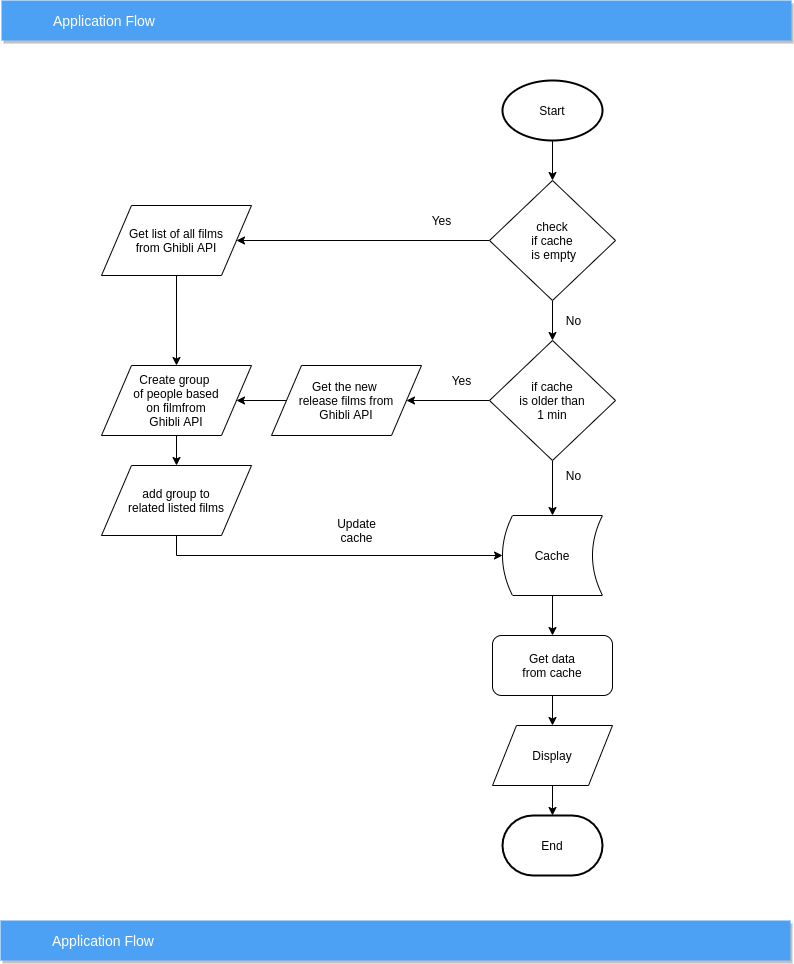 Application Flow
Start
Yes
check
if cache
is empty
Get list of all films
from Ghibli API
No
Create group
of people based
on filmfrom
Ghibli API
Get the new
release films from
Ghibli API
Yes
if cache
is older than
1 min
No
add group to
related listed films
Update
cache
Cache
Get data
from cache
Display
End
Application Flow